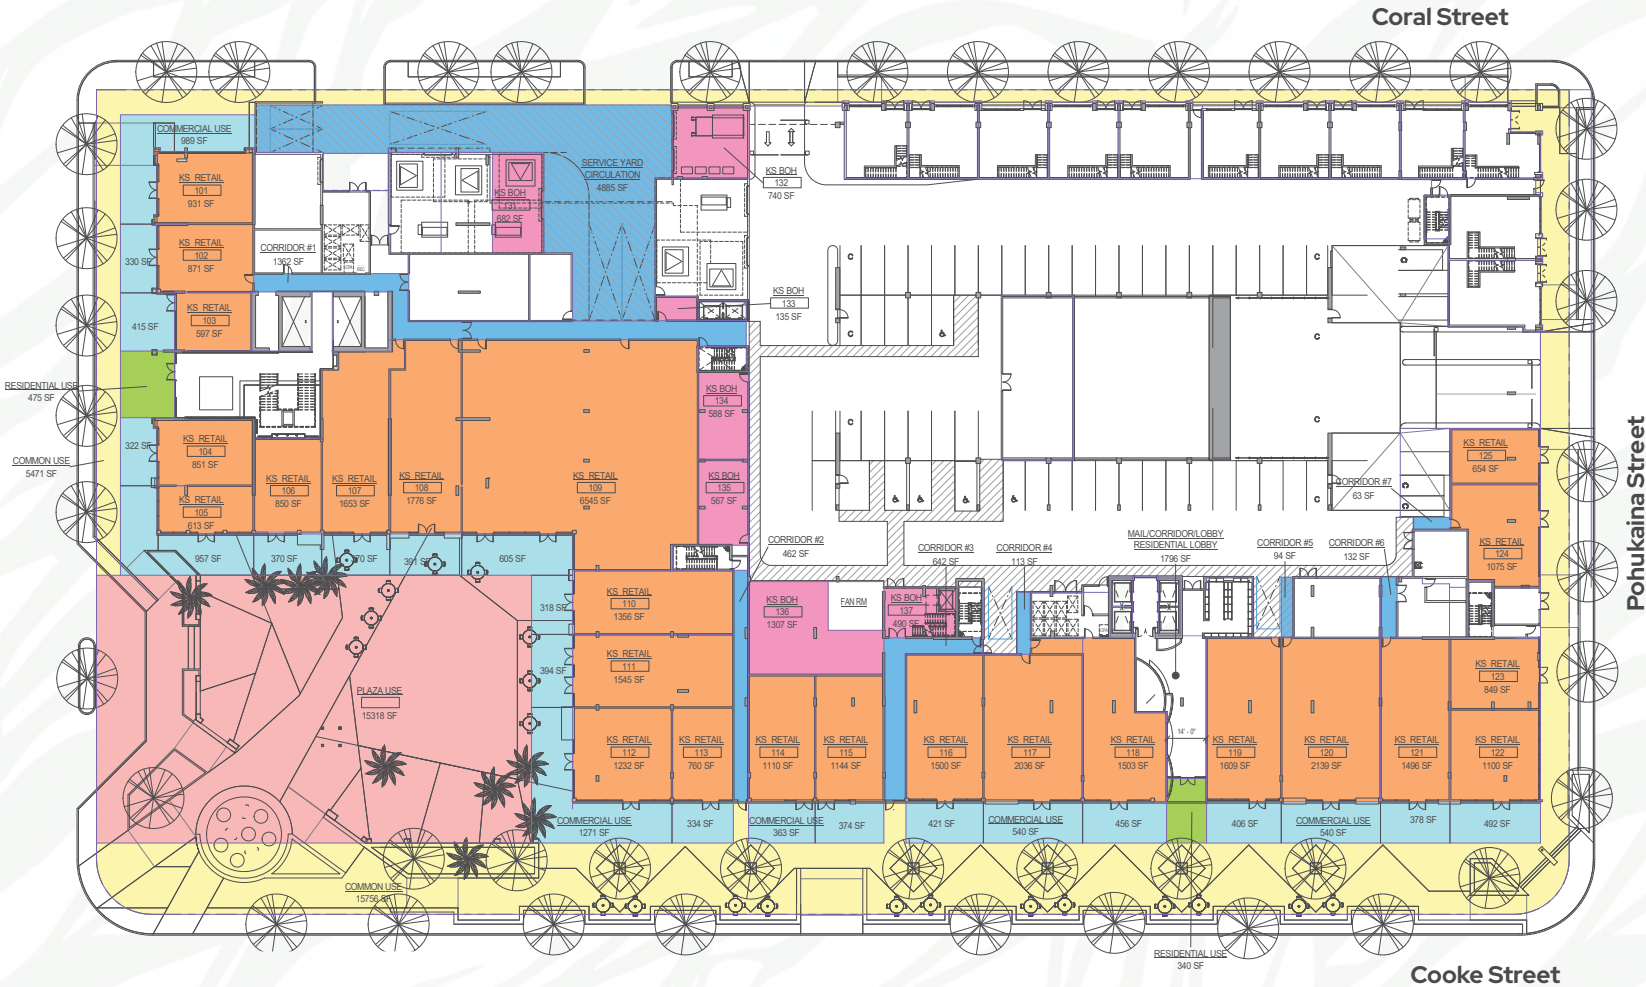 Coral Street
COMMERCIAL USE
989 SF
KS RETAIL
101
931 SF
SERVICE YARD
CIRCULATION
4885 SF
KS BOH
131
682 SF
KS BOH
132
740 SF
330 SF
KS RETAIL
102
871 SF
CORRIDOR #1
1362 SF
KS BOH
133
135 SF
415 SF
KS RETAIL
103
597 SF
RESIDENTIAL USE
475 SF
COMMON USE
5471 SF
322 SF
KS RETAIL
104
851 SF
KS RETAIL
105
613 SF
KS RETAIL
106
850 SF
KS RETAIL
107
1653 SF
KS RETAIL
108
1776 SF
KS RETAIL
109
6545 SF
KS BOH
134
588 SF
KS BOH
135
567 SF
C
C
C
C
C
C
KS RETAIL
125
654 SF
CORRIDOR #7
63 SF
KS RETAIL
124
1075 SF
Pohukaina Street
957 SF
370 SF
370 SF
391 SF
605 SF
CORRIDOR #2
462 SF
CORRIDOR #3
642 SF
CORRIDOR #4
113 SF
MAIL/CORRIDOR/LOBBY
RESIDENTIAL LOBBY
1796 SF
CORRIDOR #5
94 SF
CORRIDOR #6
132 SF
318 SF
KS RETAIL
110
1356 SF
KS BOH
136
1307 SF
FAN RM
KS BOH
137
490 SF
394 SF
KS RETAIL
111
1545 SF
PLAZA USE
15318 SF
KS RETAIL
112
1232 SF
KS RETAIL
113
760 SF
KS RETAIL
114
1110 SF
KS RETAIL
115
1144 SF
KS RETAIL
116
1500 SF
KS RETAIL
117
2036 SF
KS RETAIL
118
1503 SF
14' - 0"
KS RETAIL
119
1609 SF
KS RETAIL
120
2139 SF
KS RETAIL
121
1496 SF
KS RETAIL
123
849 SF
KS RETAIL
122
1100 SF
COMMERCIAL USE
1271 SF
334 SF
COMMERCIAL USE
363 SF
374 SF
421 SF
COMMERCIAL USE
540 SF
456 SF
406 SF
COMMERCIAL USE
540 SF
378 SF
492 SF
COMMON USE
15756 SF
RESIDENTIAL USE
340 SF
Cooke Street